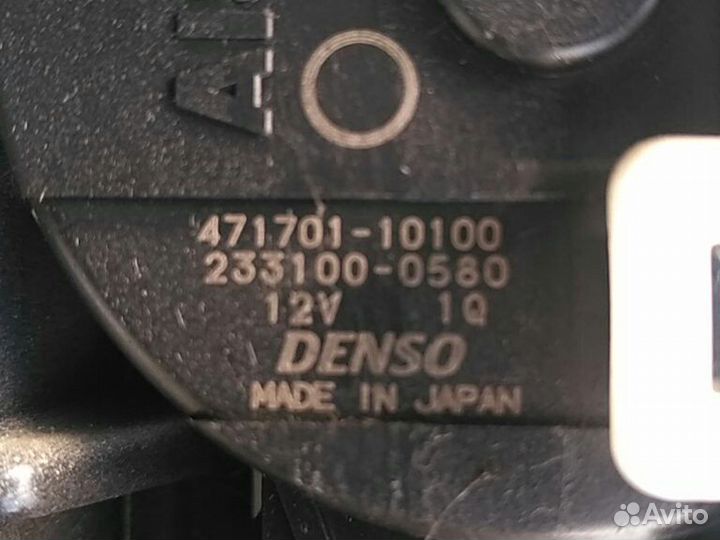 471701-10100
233100-0580
12V 1Q
DENSO
MADE IN JAPAN
Avito